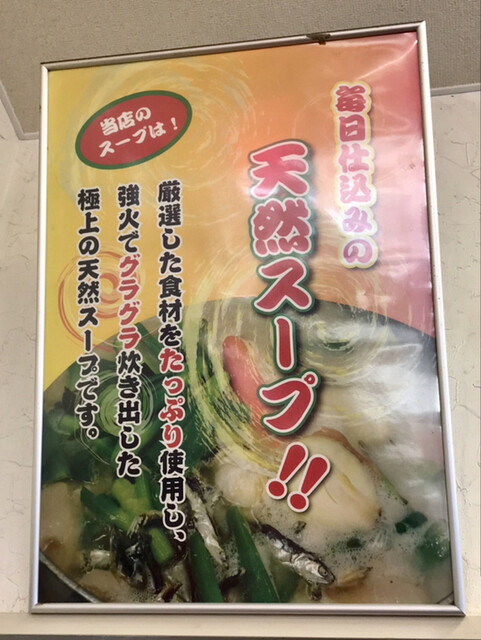 毎日仕込みの
天然スープ!!
当店の
スープは!
厳選した食材をたっぷり使用し、
強火でグラグラ炊き出した
極上の天然スープです。